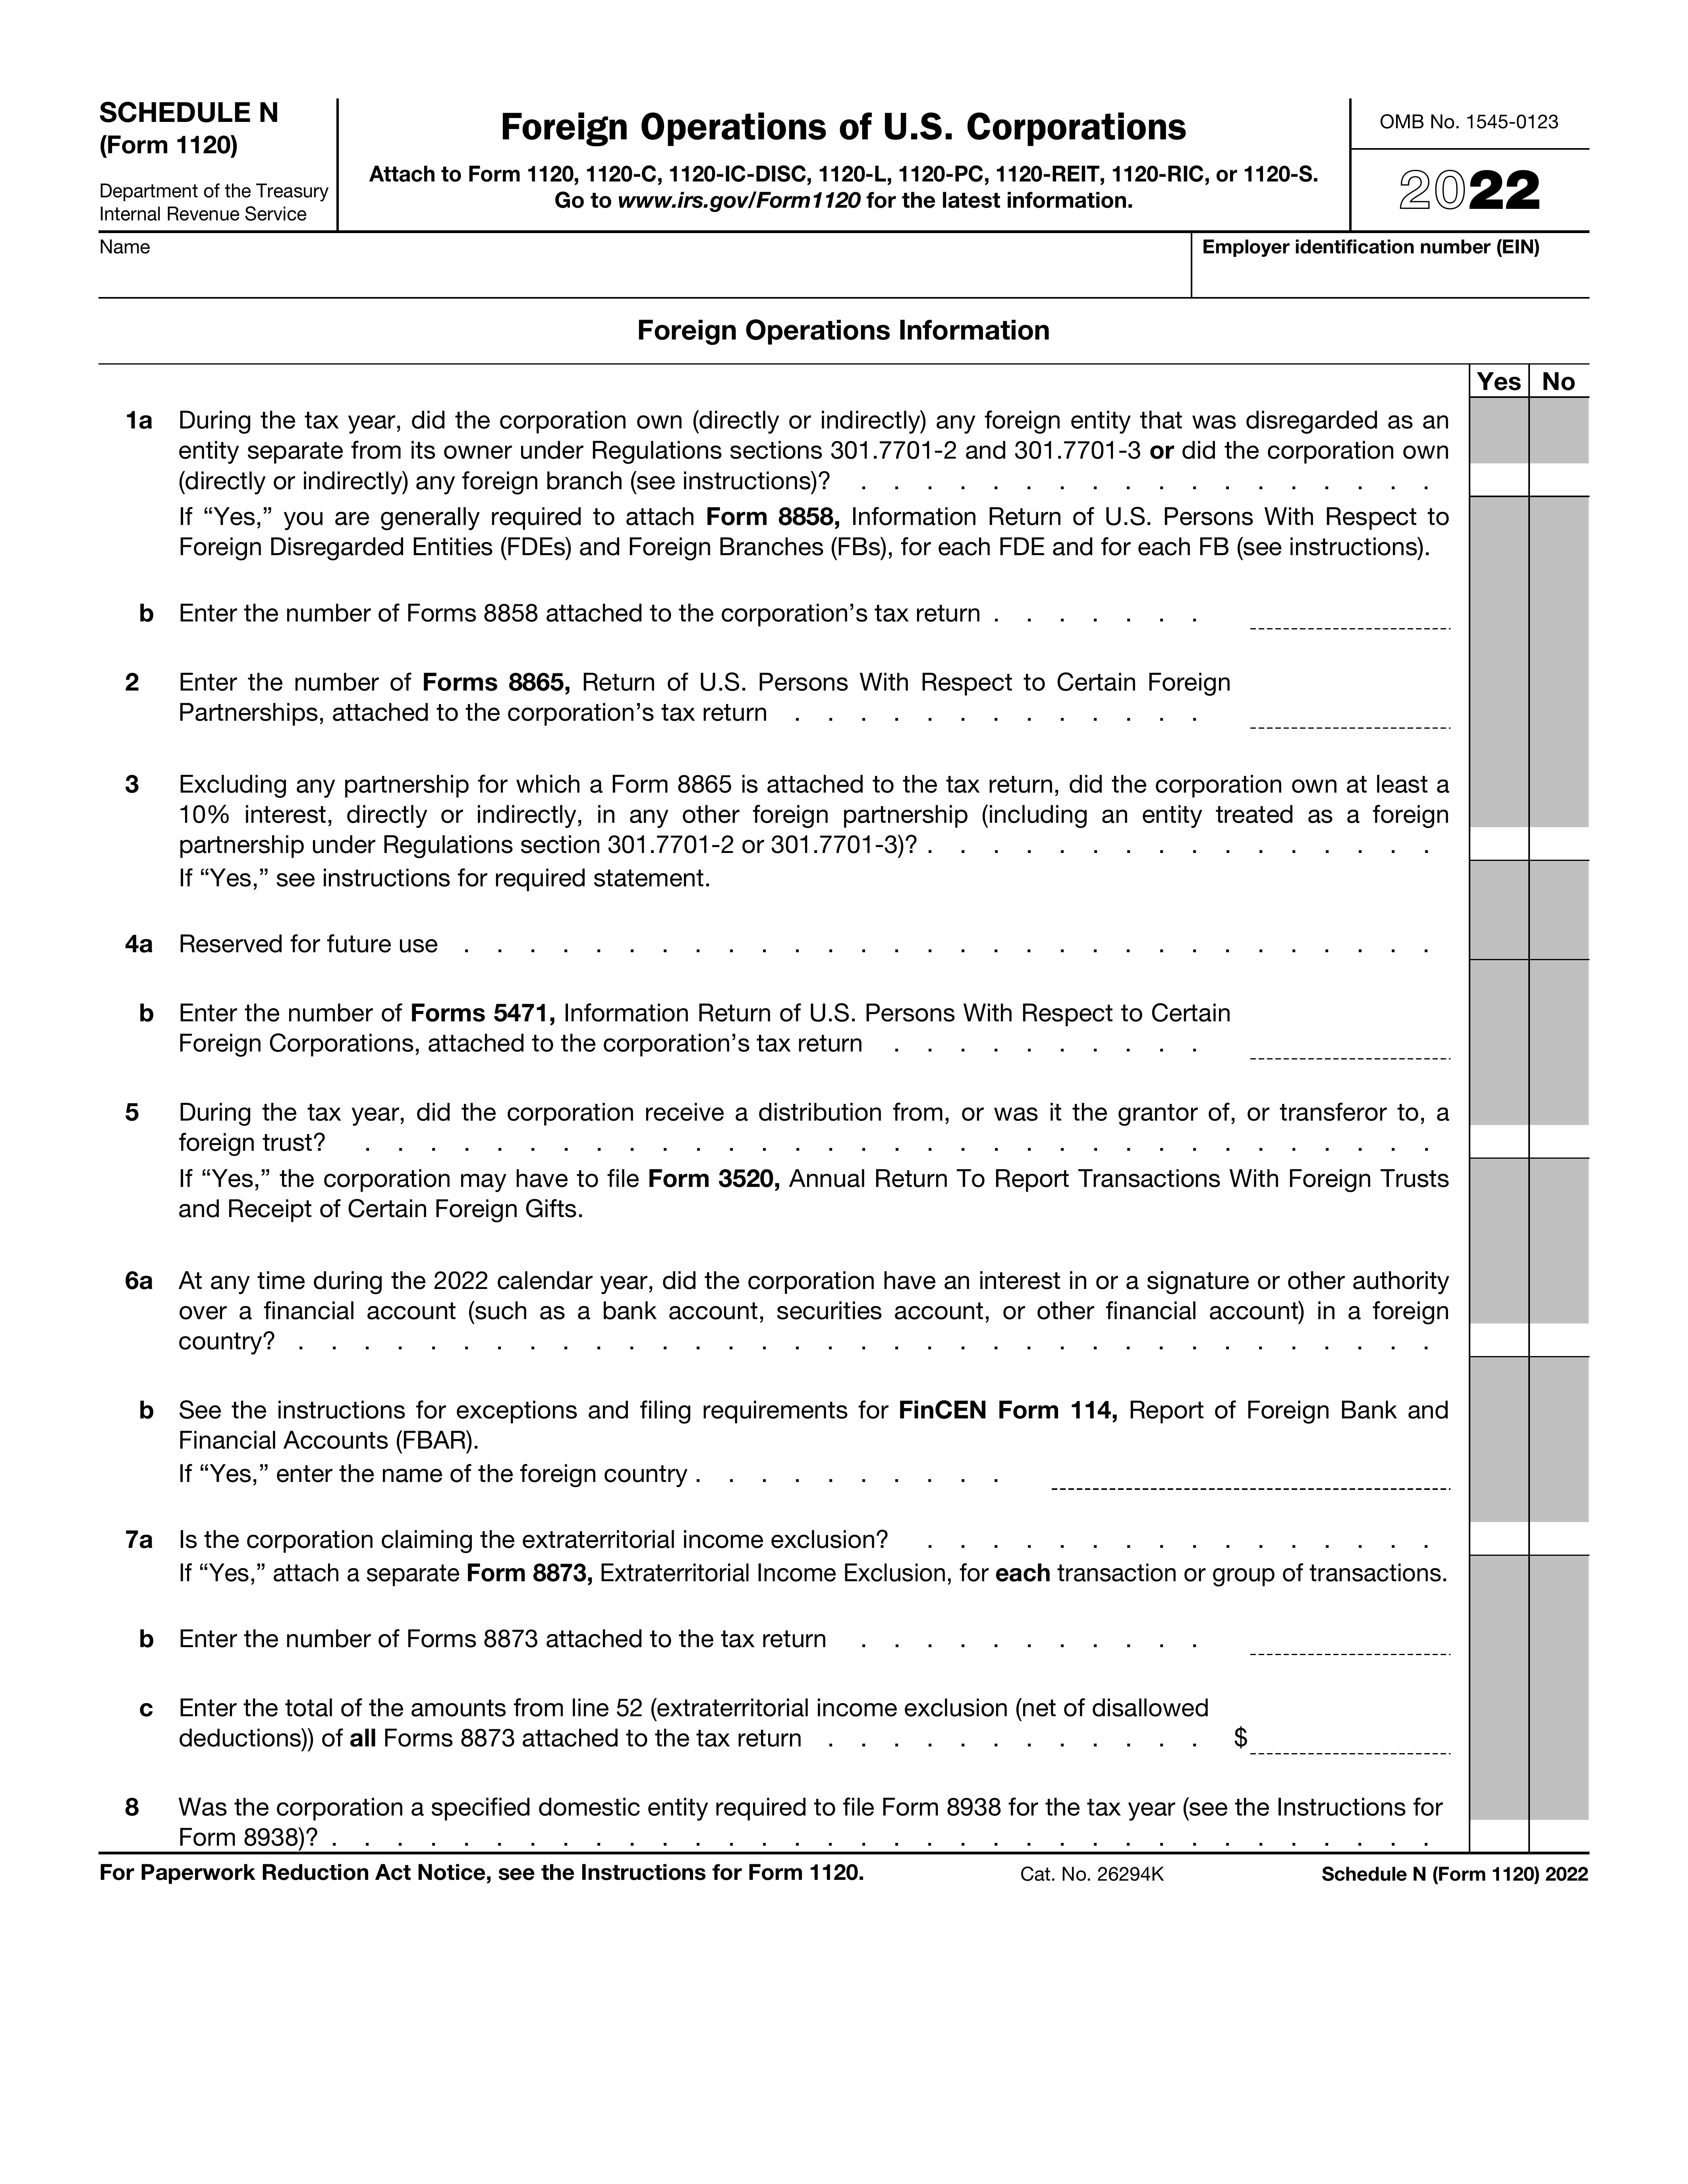 SCHEDULE N
(Form 1120)
Department of the Treasury
Internal Revenue Service
Foreign Operations of U.S. Corporations
Attach to Form 1120, 1120-C, 1120-IC-DISC, 1120-L, 1120-PC, 1120-REIT, 1120-RIC, or 1120-S.
Go to www.irs.gov/Form1120 for the latest information.
OMB No. 1545-0123
2022
Name
Employer identification number (EIN)
Foreign Operations Information
Yes No
1a During the tax year, did the corporation own (directly or indirectly) any foreign entity that was disregarded as an
entity separate from its owner under Regulations sections 301.7701-2 and 301.7701-3 or did the corporation own
(directly or indirectly) any foreign branch (see instructions)? . . . . . . . . . . . . . . . . . .
If “Yes,” you are generally required to attach Form 8858, Information Return of U.S. Persons With Respect to
Foreign Disregarded Entities (FDEs) and Foreign Branches (FBs), for each FDE and for each FB (see instructions).
b Enter the number of Forms 8858 attached to the corporation’s tax return . . . . . . .
2 Enter the number of Forms 8865, Return of U.S. Persons With Respect to Certain Foreign
Partnerships, attached to the corporation’s tax return . . . . . . . . . . . . .
3 Excluding any partnership for which a Form 8865 is attached to the tax return, did the corporation own at least a
10% interest, directly or indirectly, in any other foreign partnership (including an entity treated as a foreign
partnership under Regulations section 301.7701-2 or 301.7701-3)? . . . . . . . . . . . . . . . .
If “Yes,” see instructions for required statement.
4a Reserved for future use . . . . . . . . . . . . . . . . . . . . . . . . . . . . . .
b Enter the number of Forms 5471, Information Return of U.S. Persons With Respect to Certain
Foreign Corporations, attached to the corporation’s tax return . . . . . . . . . .
5 During the tax year, did the corporation receive a distribution from, or was it the grantor of, or transferor to, a
foreign trust? . . . . . . . . . . . . . . . . . . . . . . . . . . . . . . . . .
If “Yes,” the corporation may have to file Form 3520, Annual Return To Report Transactions With Foreign Trusts
and Receipt of Certain Foreign Gifts.
6a At any time during the 2022 calendar year, did the corporation have an interest in or a signature or other authority
over a financial account (such as a bank account, securities account, or other financial account) in a foreign
country? . . . . . . . . . . . . . . . . . . . . . . . . . . . . . . . . . . .
b See the instructions for exceptions and filing requirements for FinCEN Form 114, Report of Foreign Bank and
Financial Accounts (FBAR).
If “Yes,” enter the name of the foreign country . . . . . . . . . .
7a Is the corporation claiming the extraterritorial income exclusion? . . . . . . . . . . . . . . . .
If “Yes,” attach a separate Form 8873, Extraterritorial Income Exclusion, for each transaction or group of transactions.
b Enter the number of Forms 8873 attached to the tax return . . . . . . . . . . .
c Enter the total of the amounts from line 52 (extraterritorial income exclusion (net of disallowed
deductions)) of all Forms 8873 attached to the tax return . . . . . . . . . . . . $
8 Was the corporation a specified domestic entity required to file Form 8938 for the tax year (see the Instructions for
Form 8938)? . . . . . . . . . . . . . . . . . . . . . . . . . . . . . . . . . .
For Paperwork Reduction Act Notice, see the Instructions for Form 1120.
Cat. No. 26294K
Schedule N (Form 1120) 2022